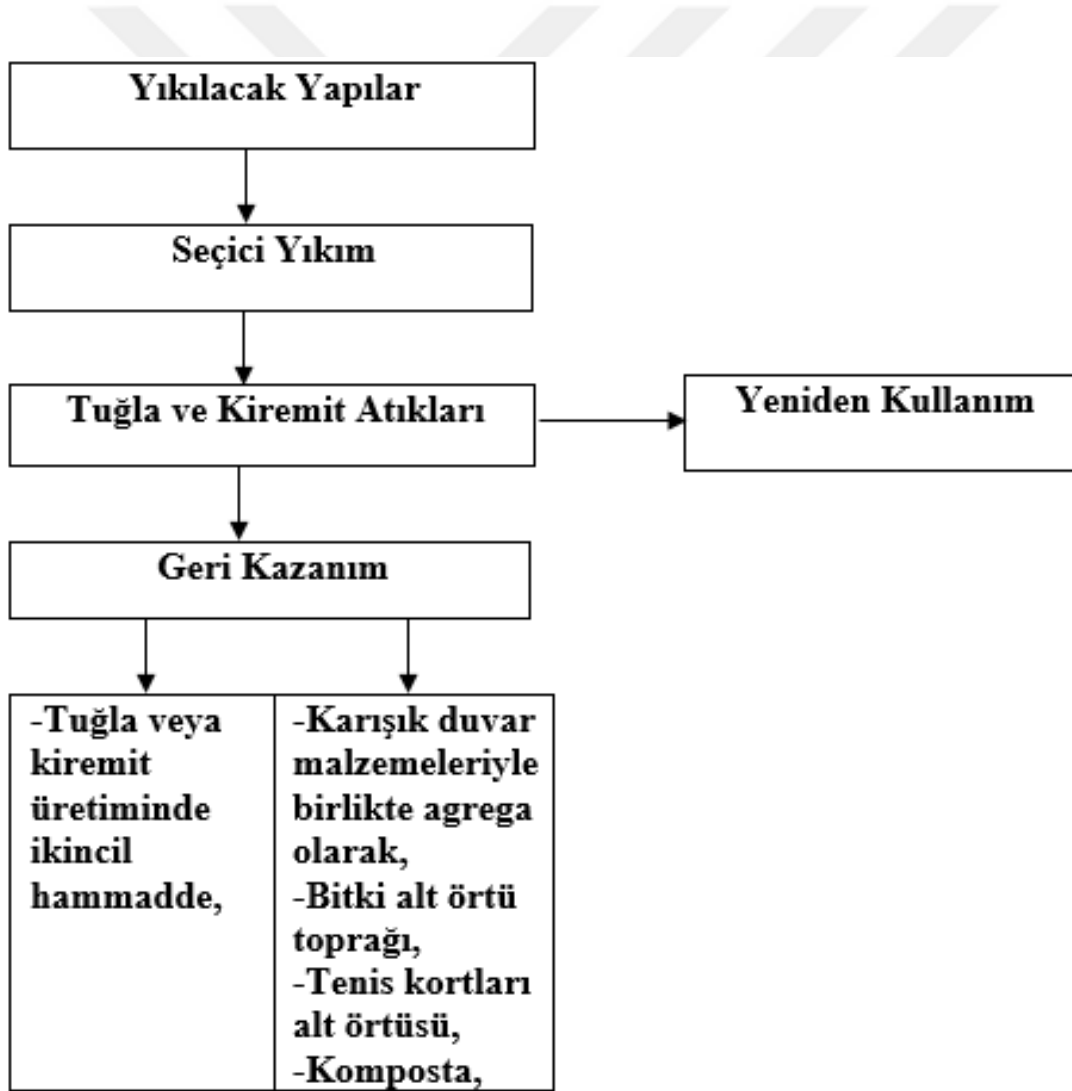 Yıkılacak Yapılar
Seçici Yıkım
Tuğla ve Kiremit Atıkları
Yeniden Kullanım
Geri Kazanım
-Tuğla veya
kiremit
üretiminde
ikincil
hammadde,
-Karışık duvar
malzemeleriyle
birlikte agrega
olarak,
-Bitki alt örtü
toprağı,
-Tenis kortları
alt örtüsü,
-Komposta,